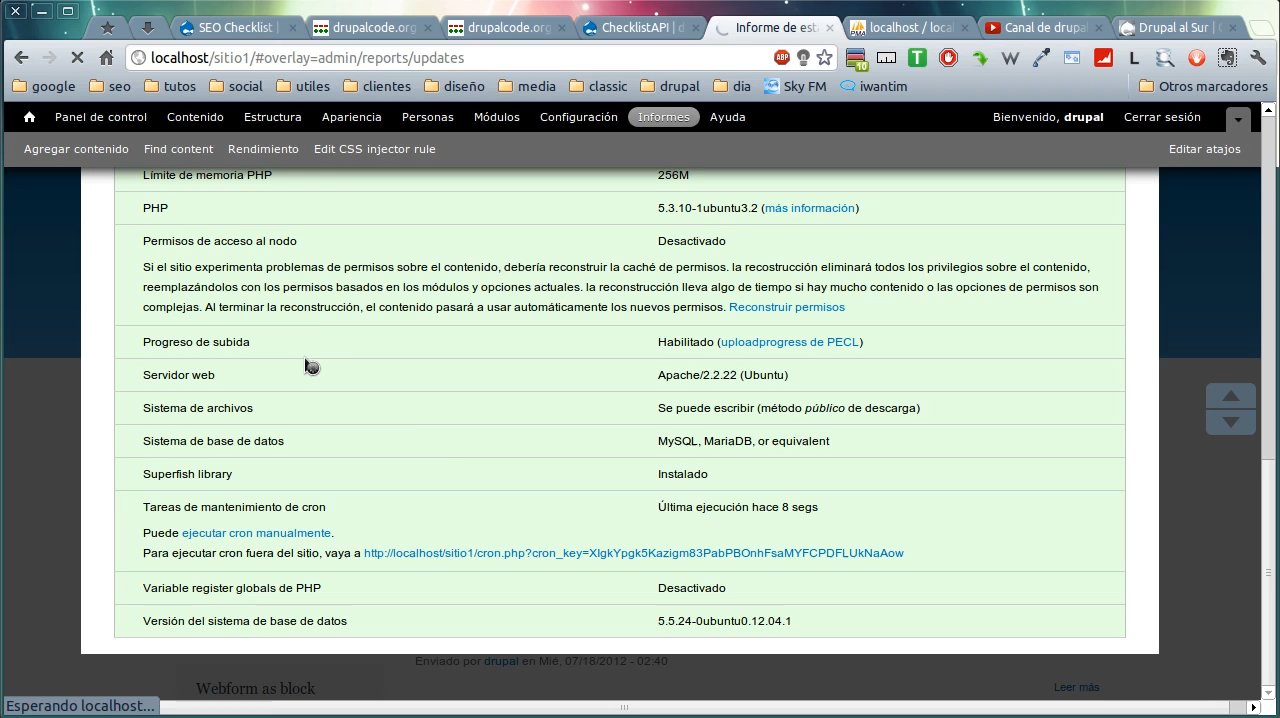 SEO Checklist |
drupalcode.org
drupalcode.org
ChecklistAPI | d
Informe de est
localhost / local
Canal de drupal
Drupal al Sur | C
localhost/sitio1/#overlay=admin/reports/updates
ABP
10
T
W
L
google
seo
tutos
social
utiles
clientes
diseño
media
classic
drupal
dia
Sky FM
iwantim
Otros marcadores
Panel de control
Contenido
Estructura
Apariencia
Personas
Módulos
Configuración
Informes
Ayuda
Bienvenido, drupal
Cerrar sesión
Agregar contenido
Find content
Rendimiento
Edit CSS injector rule
Editar atajos
Límite de memoria PHP 256M
PHP 5.3.10-1ubuntu3.2 (más información)
Permisos de acceso al nodo Desactivado
Si el sitio experimenta problemas de permisos sobre el contenido, debería reconstruir la caché de permisos. la recostrucción eliminará todos los privilegios sobre el contenido,
reemplazándolos con los permisos basados en los módulos y opciones actuales. la reconstrucción lleva algo de tiempo si hay mucho contenido o las opciones de permisos son
complejas. Al terminar la reconstrucción, el contenido pasará a usar automáticamente los nuevos permisos. Reconstruir permisos
Progreso de subida Habilitado (uploadprogress de PECL)
Servidor web Apache/2.2.22 (Ubuntu)
Sistema de archivos Se puede escribir (método público de descarga)
Sistema de base de datos MySQL, MariaDB, or equivalent
Superfish library Instalado
Tareas de mantenimiento de cron Última ejecución hace 8 segs
Puede ejecutar cron manualmente.
Para ejecutar cron fuera del sitio, vaya a http://localhost/sitio1/cron.php?cron_key=XIgkYpgk5Kazigm83PabPBOnhFsaMYFCPDFLUkNaAow
Variable register globals de PHP Desactivado
Versión del sistema de base de datos 5.5.24-0ubuntu0.12.04.1
Enviado por drupal en Mié, 07/18/2012 - 02:40
Webform as block
Leer más
Esperando localhost...